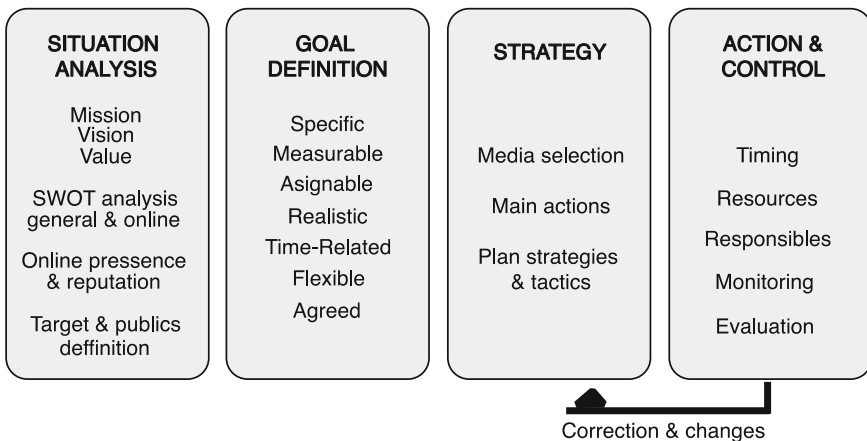 SITUATION
ANALYSIS
Mission
Vision
Value
SWOT analysis
general & online
Online pressence
& reputation
Target & publics
deffinition
GOAL
DEFINITION
Specific
Measurable
Asignable
Realistic
Time-Related
Flexible
Agreed
STRATEGY
Media selection
Main actions
Plan strategies
& tactics
ACTION &
CONTROL
Timing
Resources
Responsibles
Monitoring
Evaluation
Correction & changes